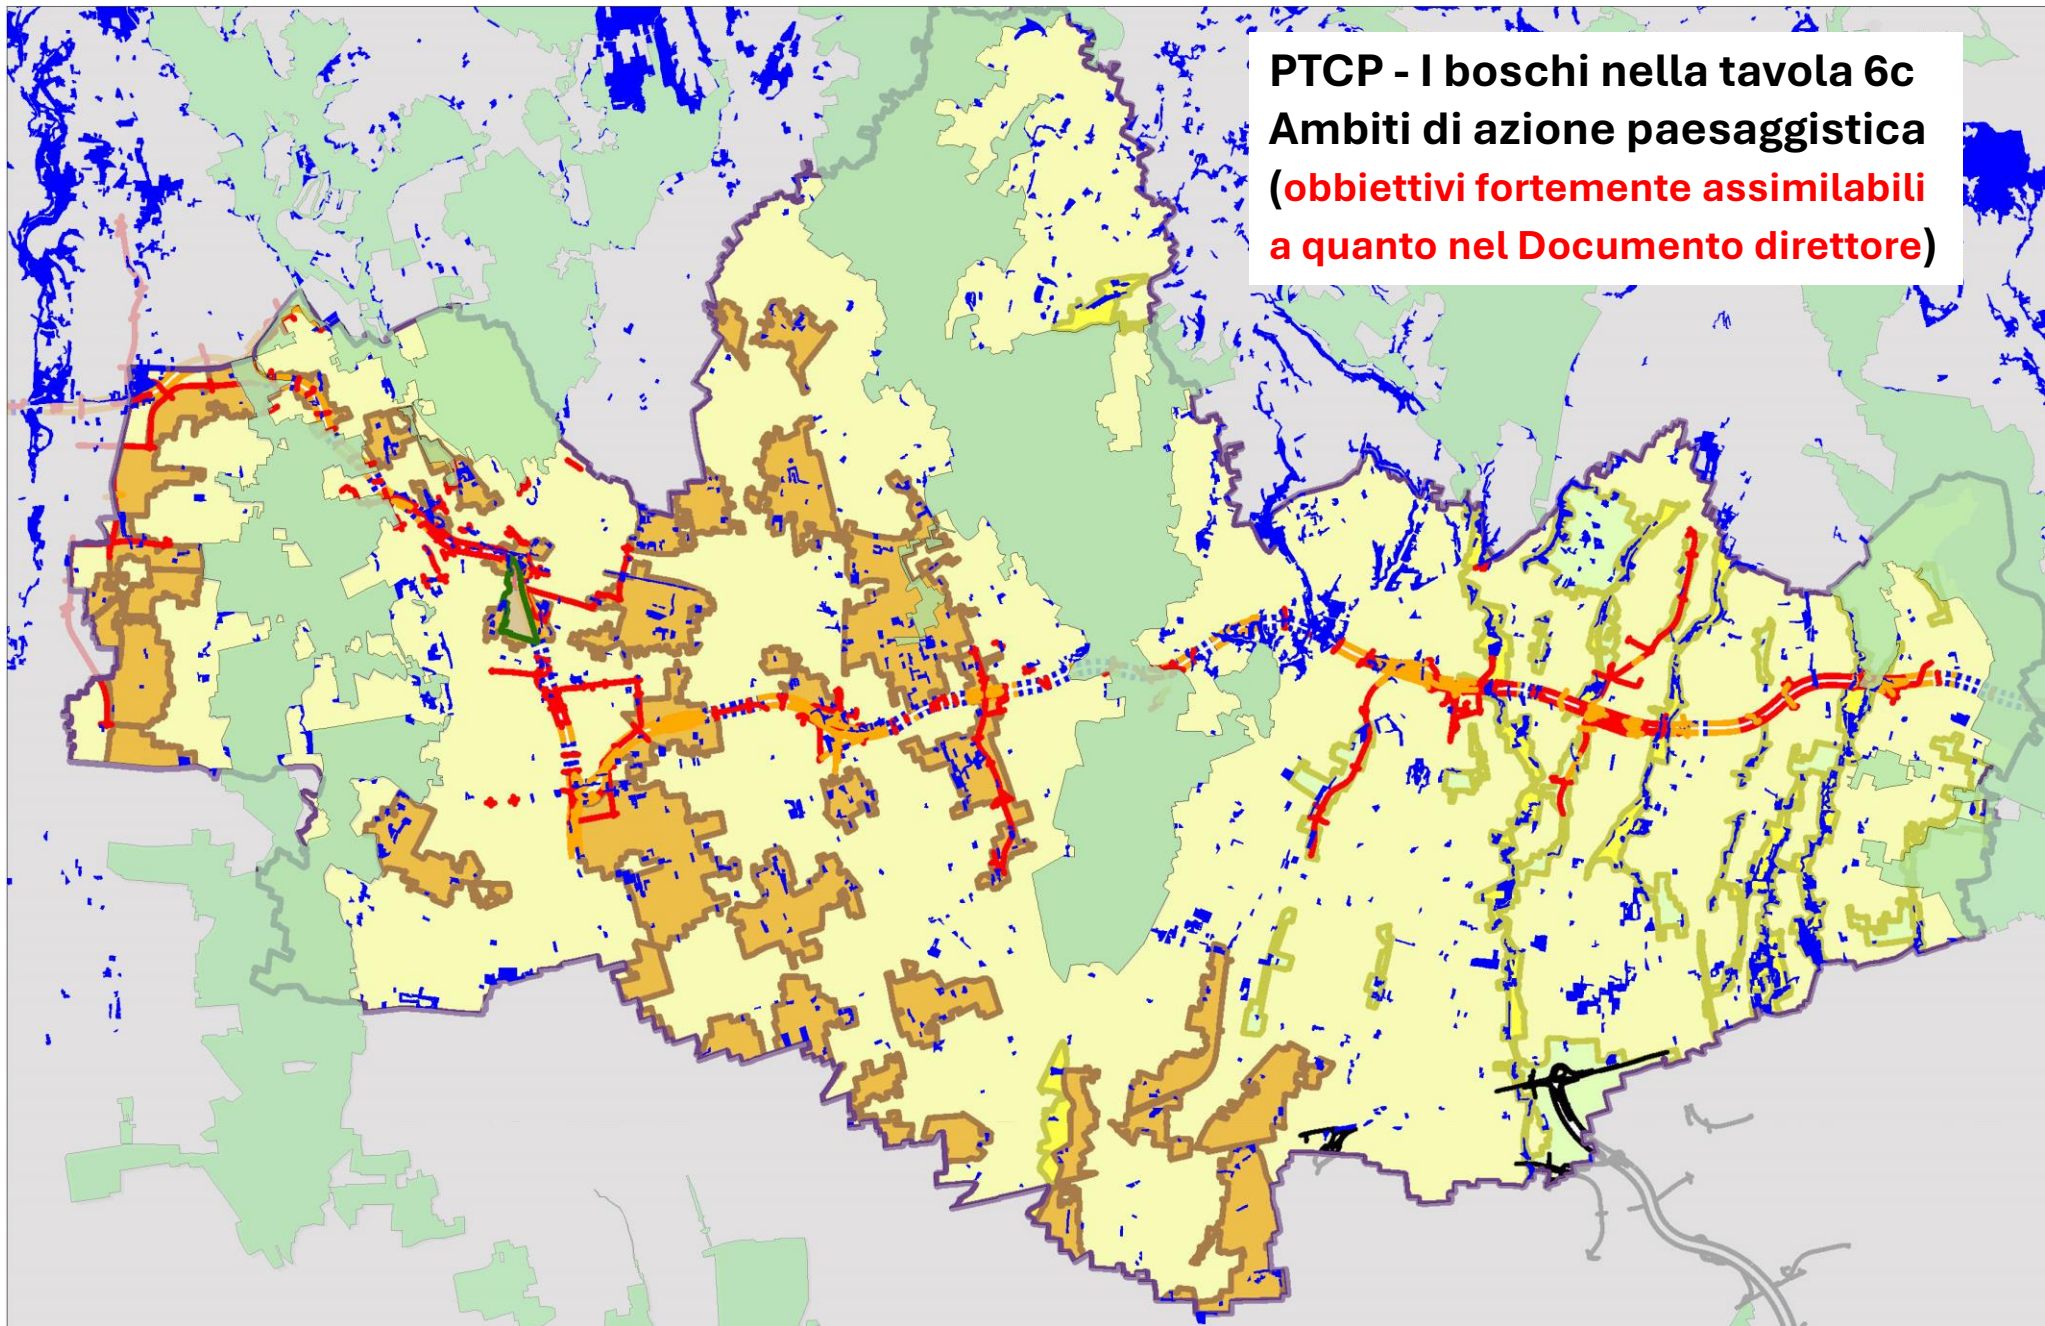 PTCP - I boschi nella tavola 6c
Ambiti di azione paesaggistica
(obbiettivi fortemente assimilabili
a quanto nel Documento direttore)